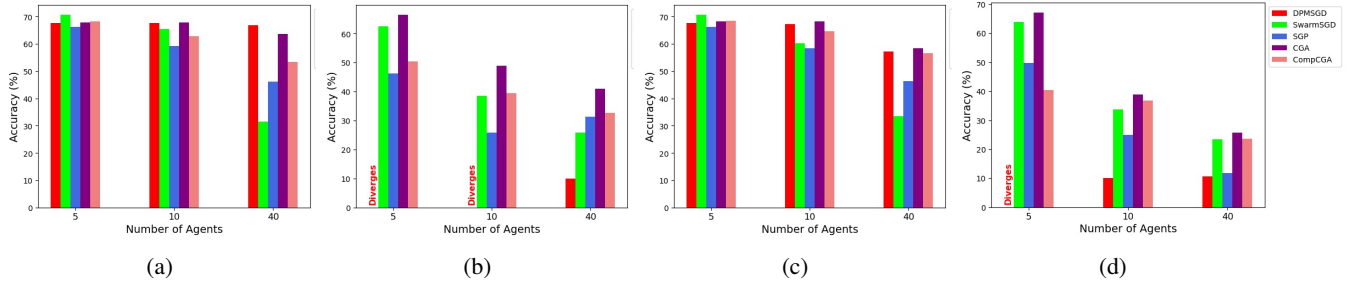 70
60
50
40
30
20
10
0
Accuracy (%)
5
10
40
Number of Agents
(a)
60
50
40
30
20
10
0
Accuracy (%)
Diverges
Diverges
5
10
40
Number of Agents
(b)
70
60
50
40
30
20
10
0
Accuracy (%)
5
10
40
Number of Agents
(c)
70
60
50
40
30
20
10
0
Accuracy (%)
Diverges
5
10
40
Number of Agents
(d)
DPMSGD
SwarmSGD
SGP
CGA
CompCGA